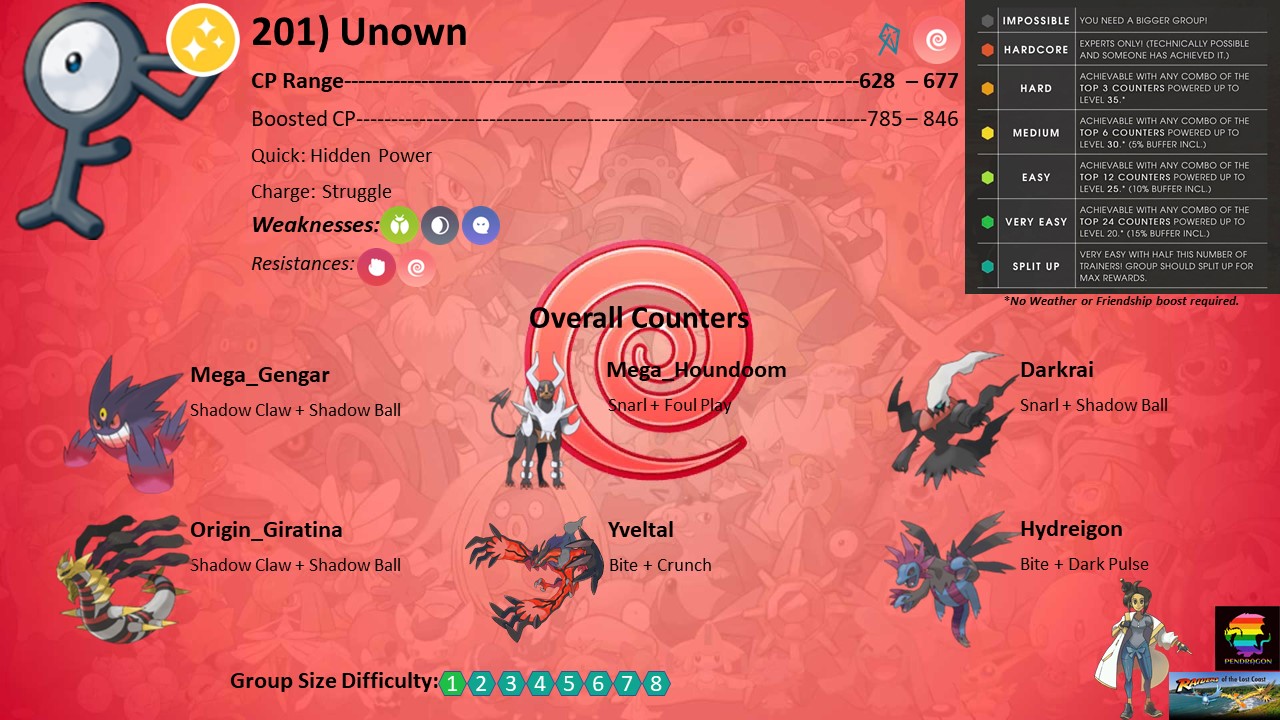 201) Unown
CP Range----628 – 677
Boosted CP----785 – 846
Quick: Hidden Power
Charge: Struggle
Weaknesses:
Resistances:
IMPOSSIBLE YOU NEED A BIGGER GROUP!
HARDCORE EXPERTS ONLY! (TECHNICALLY POSSIBLE
AND SOMEONE HAS ACHIEVED IT.)
HARD ACHIEVABLE WITH ANY COMBO OF THE
TOP 3 COUNTERS POWERED UP TO
LEVEL 35.*
MEDIUM ACHIEVABLE WITH ANY COMBO OF THE
TOP 6 COUNTERS POWERED UP TO
LEVEL 30.* (5% BUFFER INCL.)
EASY ACHIEVABLE WITH ANY COMBO OF THE
TOP 12 COUNTERS POWERED UP TO
LEVEL 25.* (10% BUFFER INCL.)
VERY EASY ACHIEVABLE WITH ANY COMBO OF THE
TOP 24 COUNTERS POWERED UP TO
LEVEL 20.* (15% BUFFER INCL.)
SPLIT UP VERY EASY WITH HALF THIS NUMBER OF
TRAINERS! GROUP SHOULD SPLIT UP FOR
MAX REWARDS.
*No Weather or Friendship boost required.
Overall Counters
Mega_Gengar
Shadow Claw + Shadow Ball
Mega_Houndoom
Snarl + Foul Play
Darkrai
Snarl + Shadow Ball
Origin_Giratina
Shadow Claw + Shadow Ball
Yveltal
Bite + Crunch
Hydreigon
Bite + Dark Pulse
Group Size Difficulty: 1 2 3 4 5 6 7 8
PENDRAGON
RAIDERS of the Lost Coast